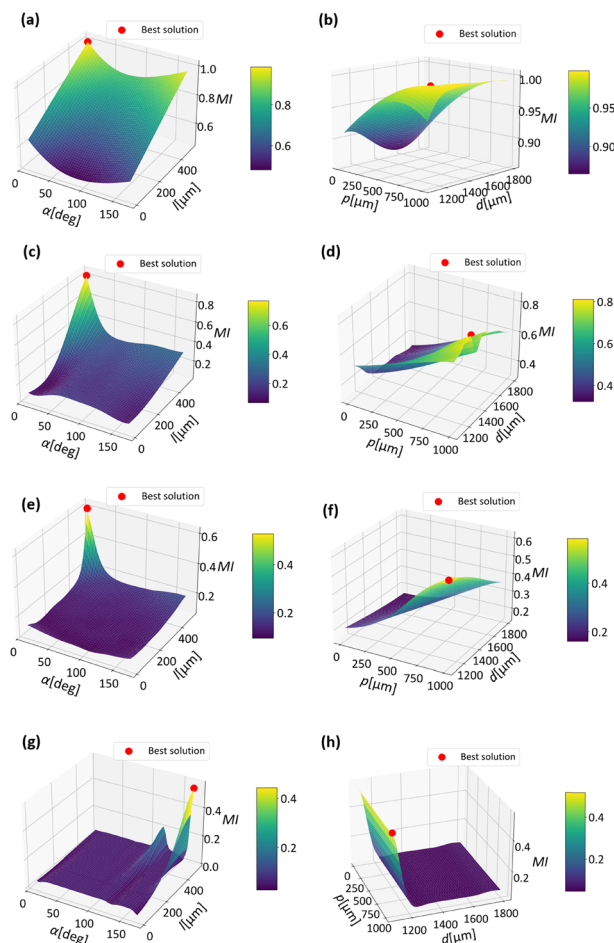 (a)
Best solution
1.0
0.8
MI
0.6
0.8
0.6
0
50
100
150
α[deg]
0
200
400
l[μm]
(b)
Best solution
1.00
0.95
MI
0.90
0.95
0.90
0
250
500
750
1000
p[μm]
1200
1400
1600
1800
d[μm]
(c)
Best solution
0.8
0.6
MI
0.4
0.2
0.6
0.4
0.2
0
50
100
150
α[deg]
0
200
400
l[μm]
(d)
Best solution
0.8
MI
0.6
0.4
0.8
0.6
0.4
0
250
500
750
1000
p[μm]
1200
1400
1600
1800
d[μm]
(e)
Best solution
0.6
MI
0.4
0.2
0.4
0.2
0
50
100
150
α[deg]
0
200
400
l[μm]
(f)
Best solution
0.6
0.5
0.4
MI
0.3
0.2
0.4
0.2
0
250
500
750
1000
p[μm]
1200
1400
1600
1800
d[μm]
(g)
Best solution
0.4
MI
0.2
0.0
0.4
0.2
0
50
100
150
α[deg]
0
200
400
l[μm]
(h)
Best solution
0.4
MI
0.2
0.4
0.2
0
250
500
750
1000
p[μm]
1200
1400
1600
1800
d[μm]